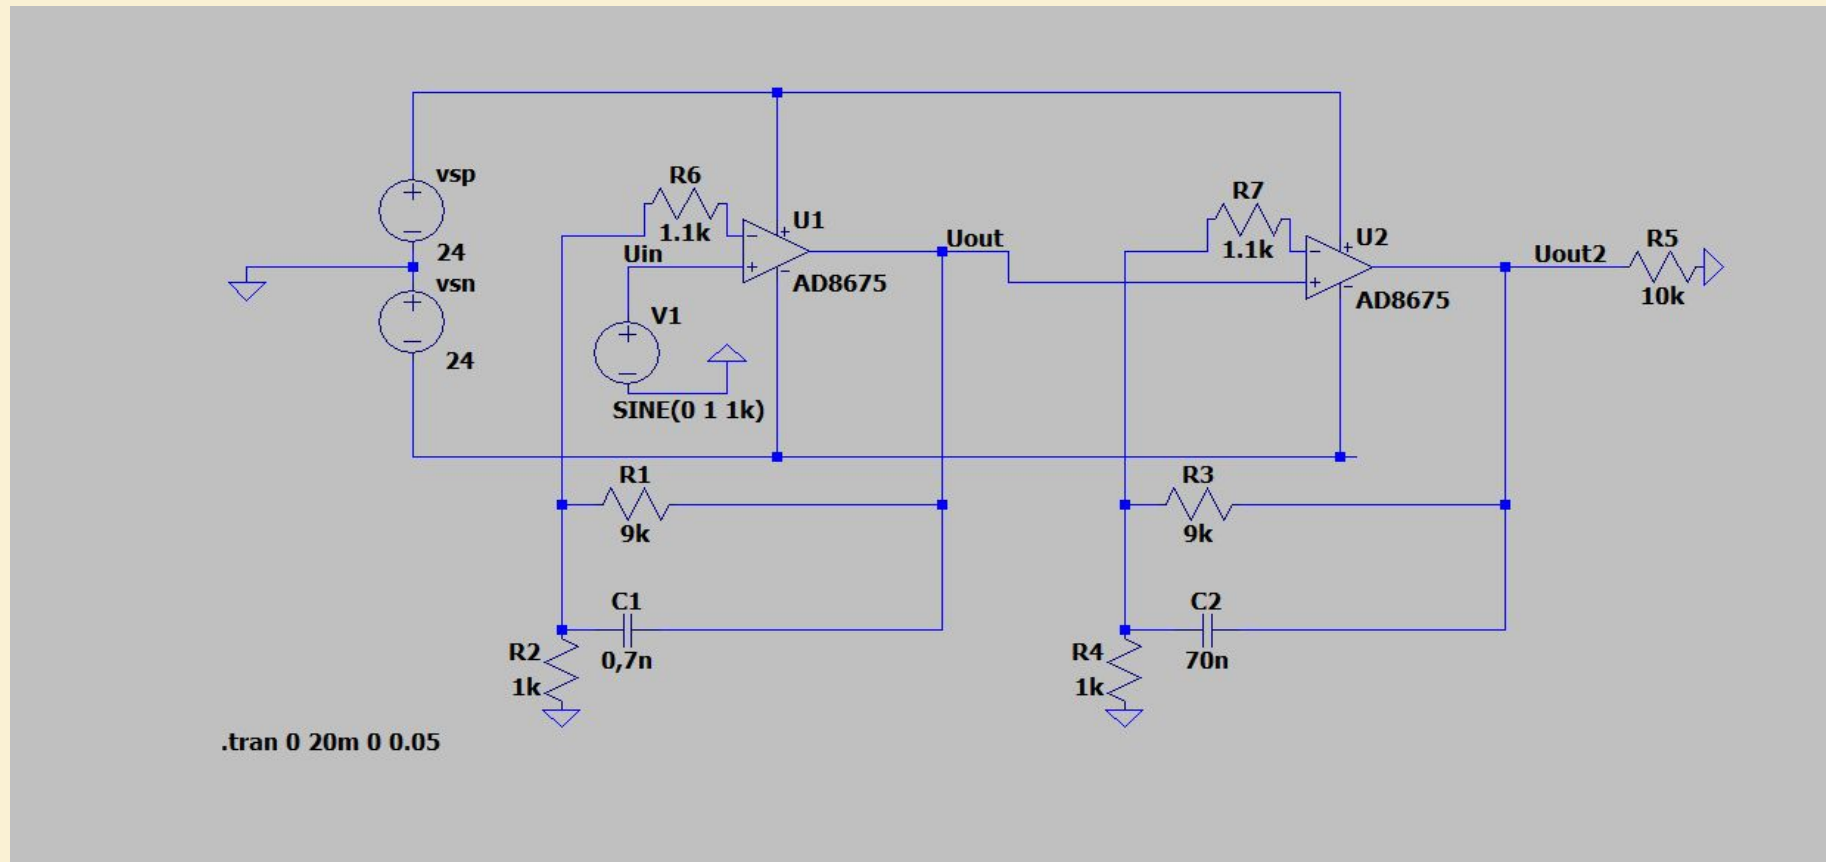 vsp
24
vsn
24
R6
1.1k
Uin
U1
AD8675
V1
SINE(0 1 1k)
Uout
R7
1.1k
U2
AD8675
Uout2
R5
10k
R1
9k
C1
0,7n
R2
1k
R3
9k
C2
70n
R4
1k
.tran 0 20m 0 0.05